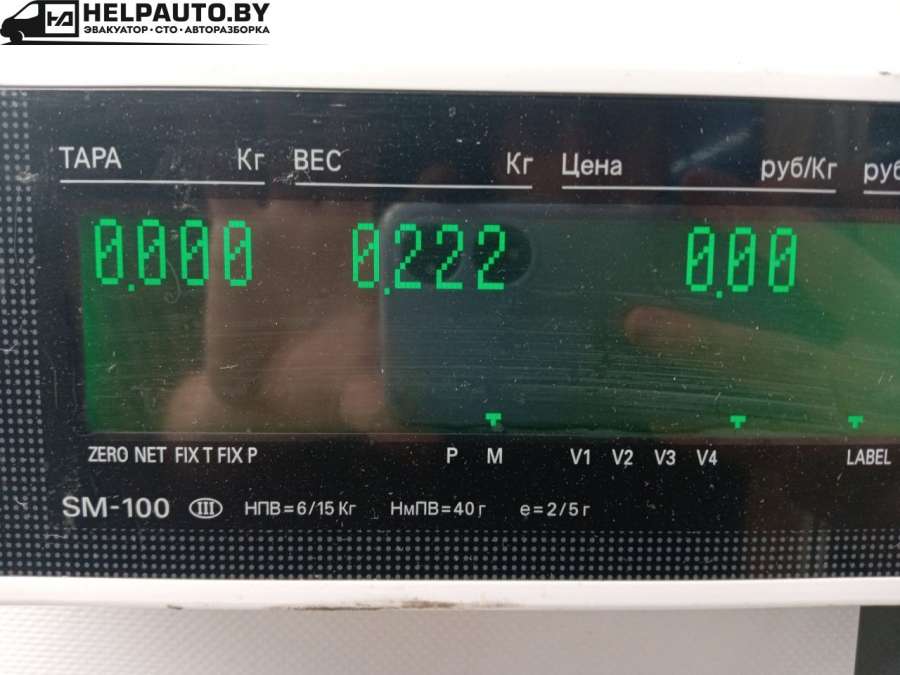 HELPAUTO.BY
ЭВАКУАТОР • СТО • АВТОРАЗБОРКА
ТАРА Кг ВЕС Кг Цена руб/Кг руб
0.000 0.222 0.00
ZERO NET FIX T FIX P P M V1 V2 V3 V4 LABEL
SM-100 III НПВ=6/15 Кг НмПВ=40 г e=2/5 г